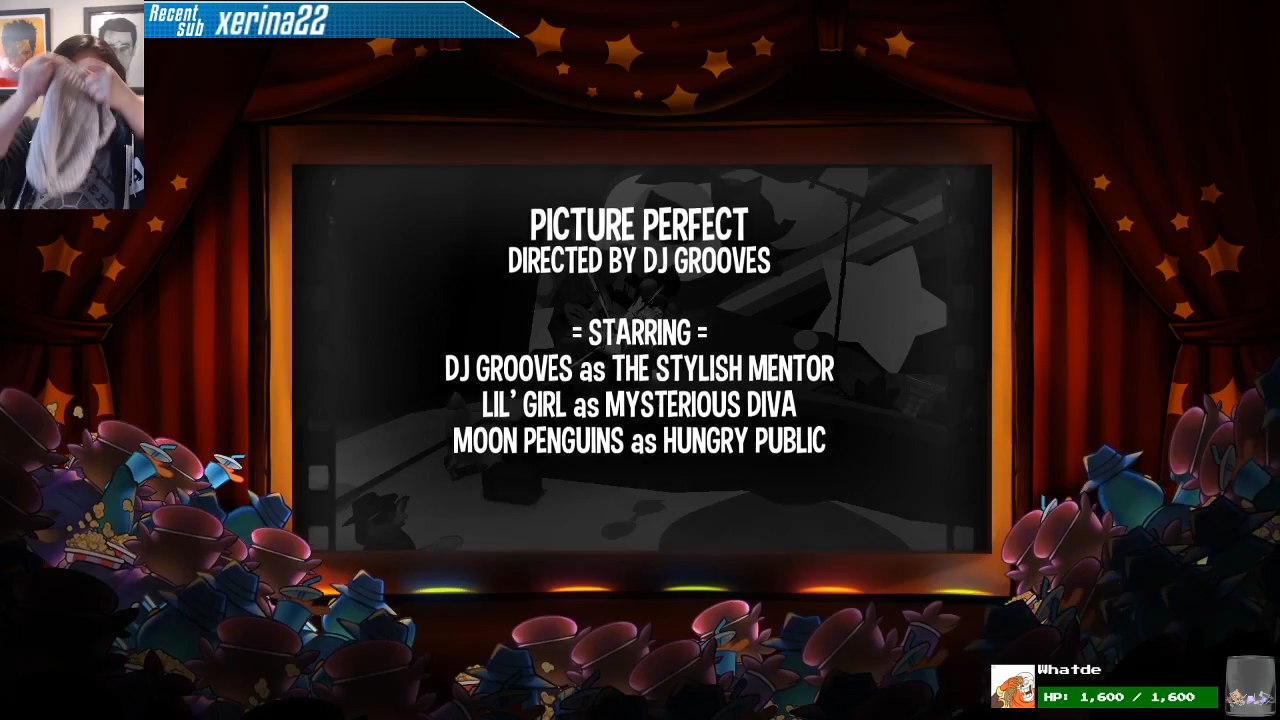 Recent sub xerina22
PICTURE PERFECT
DIRECTED BY DJ GROOVES
= STARRING =
DJ GROOVES as THE STYLISH MENTOR
LIL' GIRL as MYSTERIOUS DIVA
MOON PENGUINS as HUNGRY PUBLIC
Whatde
HP: 1,600 / 1,600